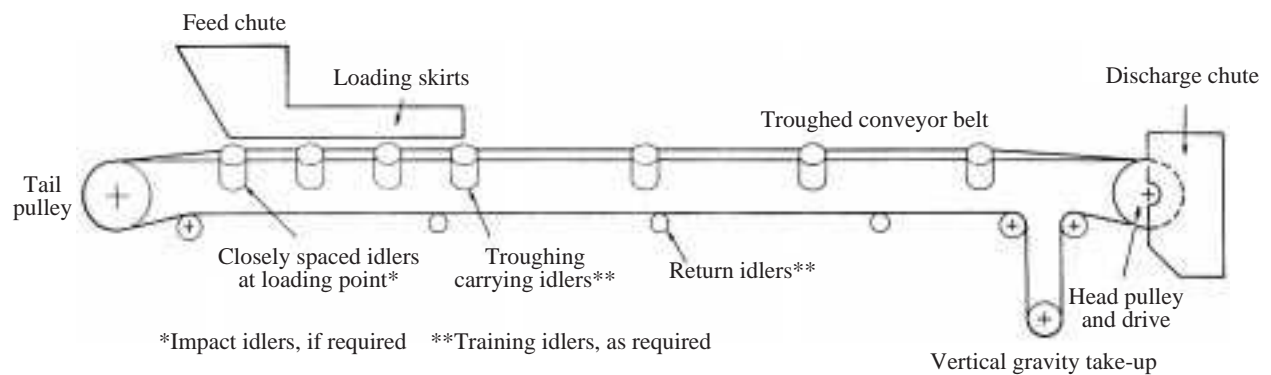 Feed chute
Loading skirts
Discharge chute
Troughed conveyor belt
Tail
pulley
Closely spaced idlers
at loading point*
Troughing
carrying idlers**
Return idlers**
Head pulley
and drive
*Impact idlers, if required **Training idlers, as required
Vertical gravity take-up